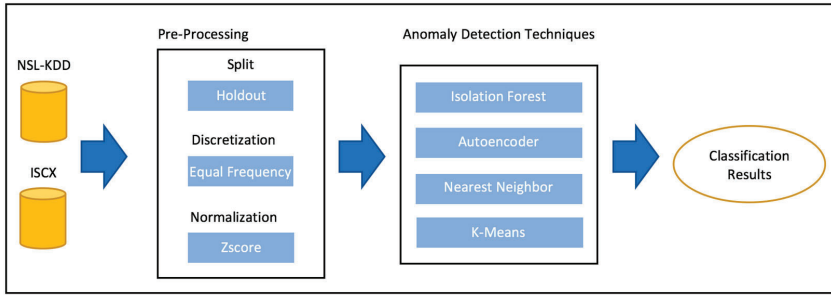 Pre-Processing
Anomaly Detection Techniques
NSL-KDD
ISCX
Split
Holdout
Discretization
Equal Frequency
Normalization
Zscore
Isolation Forest
Autoencoder
Nearest Neighbor
K-Means
Classification
Results